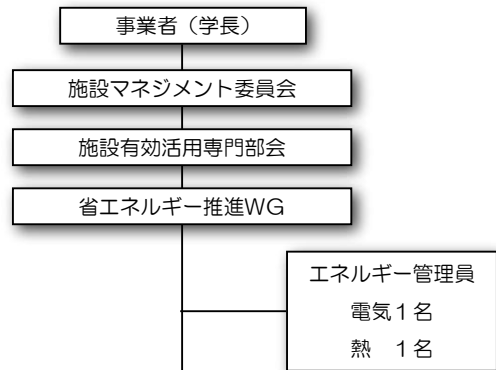 事業者（学長）
施設マネジメント委員会
施設有効活用専門部会
省エネルギー推進WG
エネルギー管理員
電気１名
熱　１名